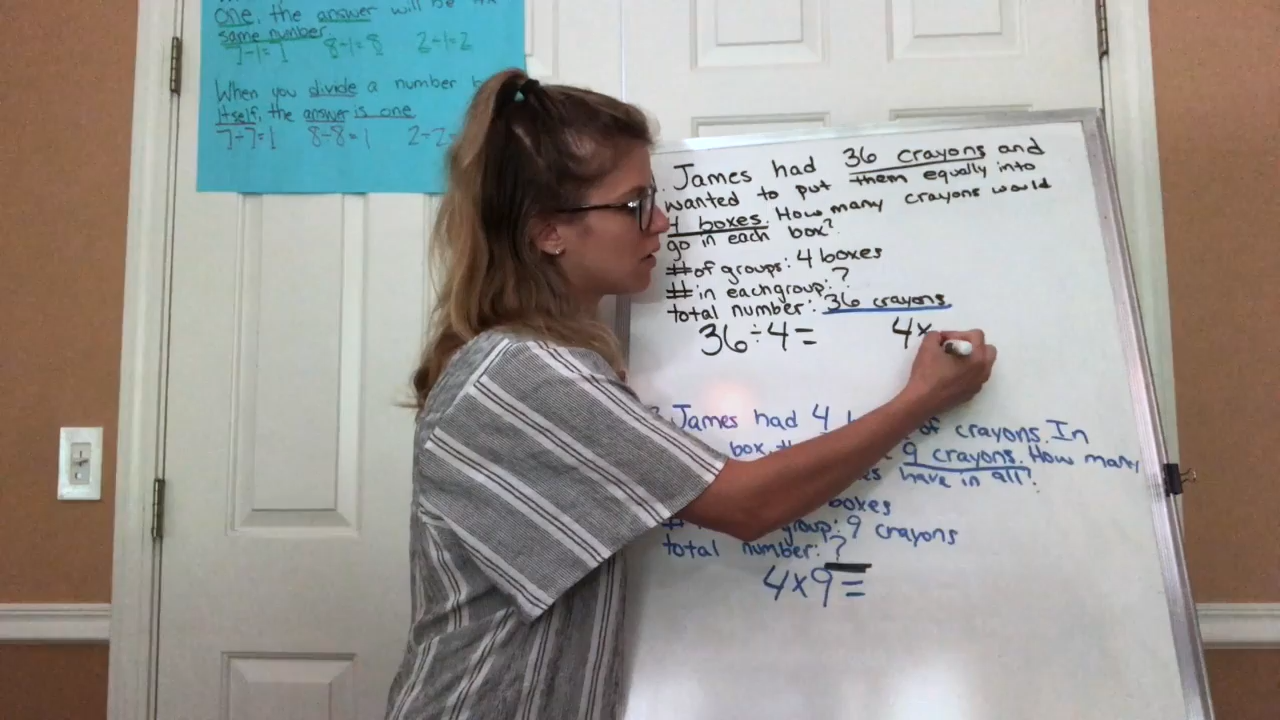 one, the answer will be
same number.
7÷1=1 8÷1=8 2÷1=2
When you divide a number
itself, the answer is one
7÷7=1 8÷8=1 2÷2=
James had 36 crayons and
wanted to put them equally into
4 boxes. How many crayons would
go in each box?
# of groups: 4 boxes
# in each group: ?
total number: 36 crayons
36÷4= 4×
James had 4 of crayons. In
box, 9 crayons. How many
have in all?
boxes
group: 9 crayons
total number: ?
4×9=